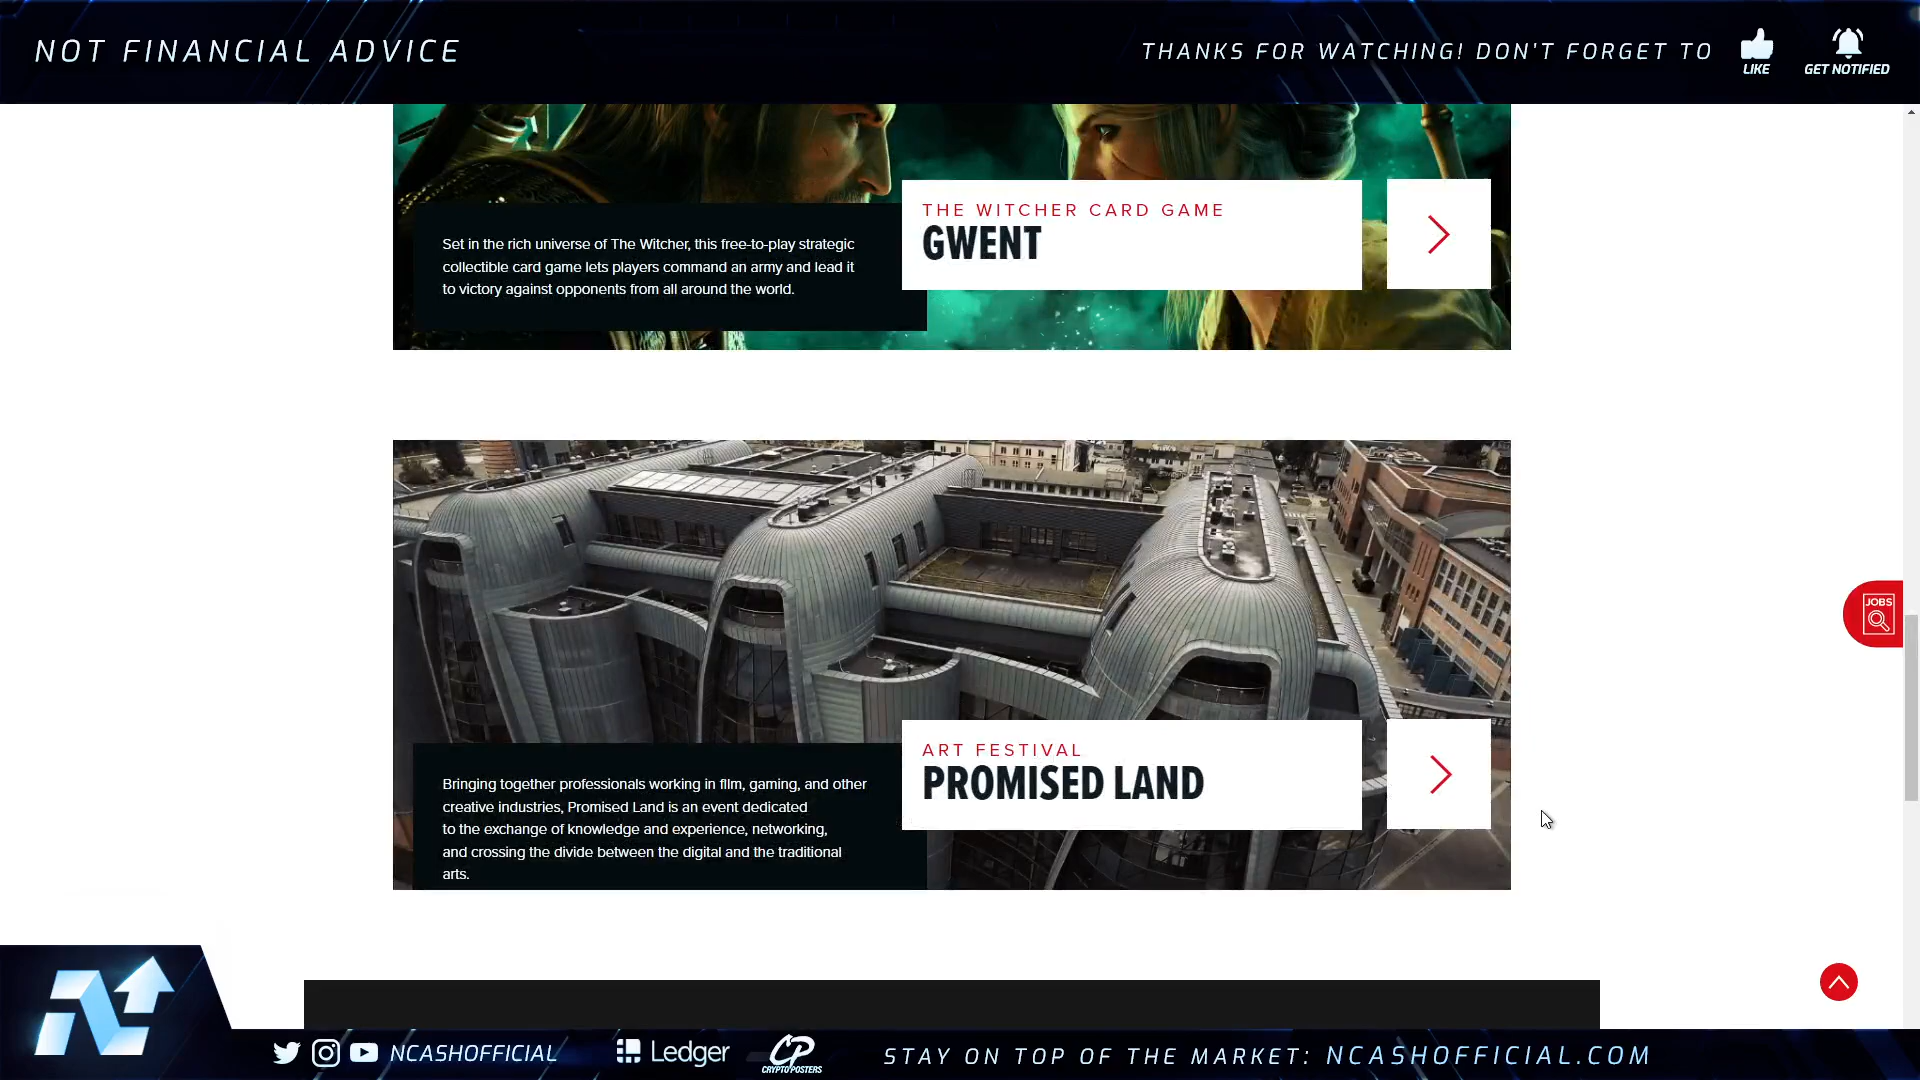 NOT FINANCIAL ADVICE
THANKS FOR WATCHING! DON'T FORGET TO
LIKE
GET NOTIFIED
THE WITCHER CARD GAME
GWENT
Set in the rich universe of The Witcher, this free-to-play strategic
collectible card game lets players command an army and lead it
to victory against opponents from all around the world.
JOBS
ART FESTIVAL
PROMISED LAND
Bringing together professionals working in film, gaming, and other
creative industries, Promised Land is an event dedicated
to the exchange of knowledge and experience, networking,
and crossing the divide between the digital and the traditional
arts.
NCASHOFFICIAL
Ledger
CP
CRYPTO POSTERS
STAY ON TOP OF THE MARKET: NCASHOFFICIAL.COM